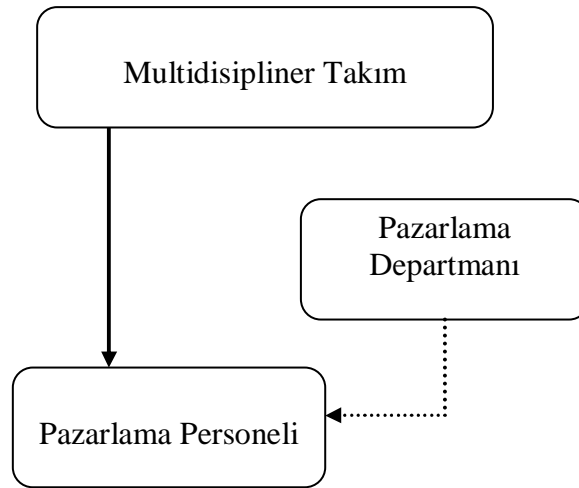 Multidisipliner Takım
Pazarlama
Departmanı
Pazarlama Personeli